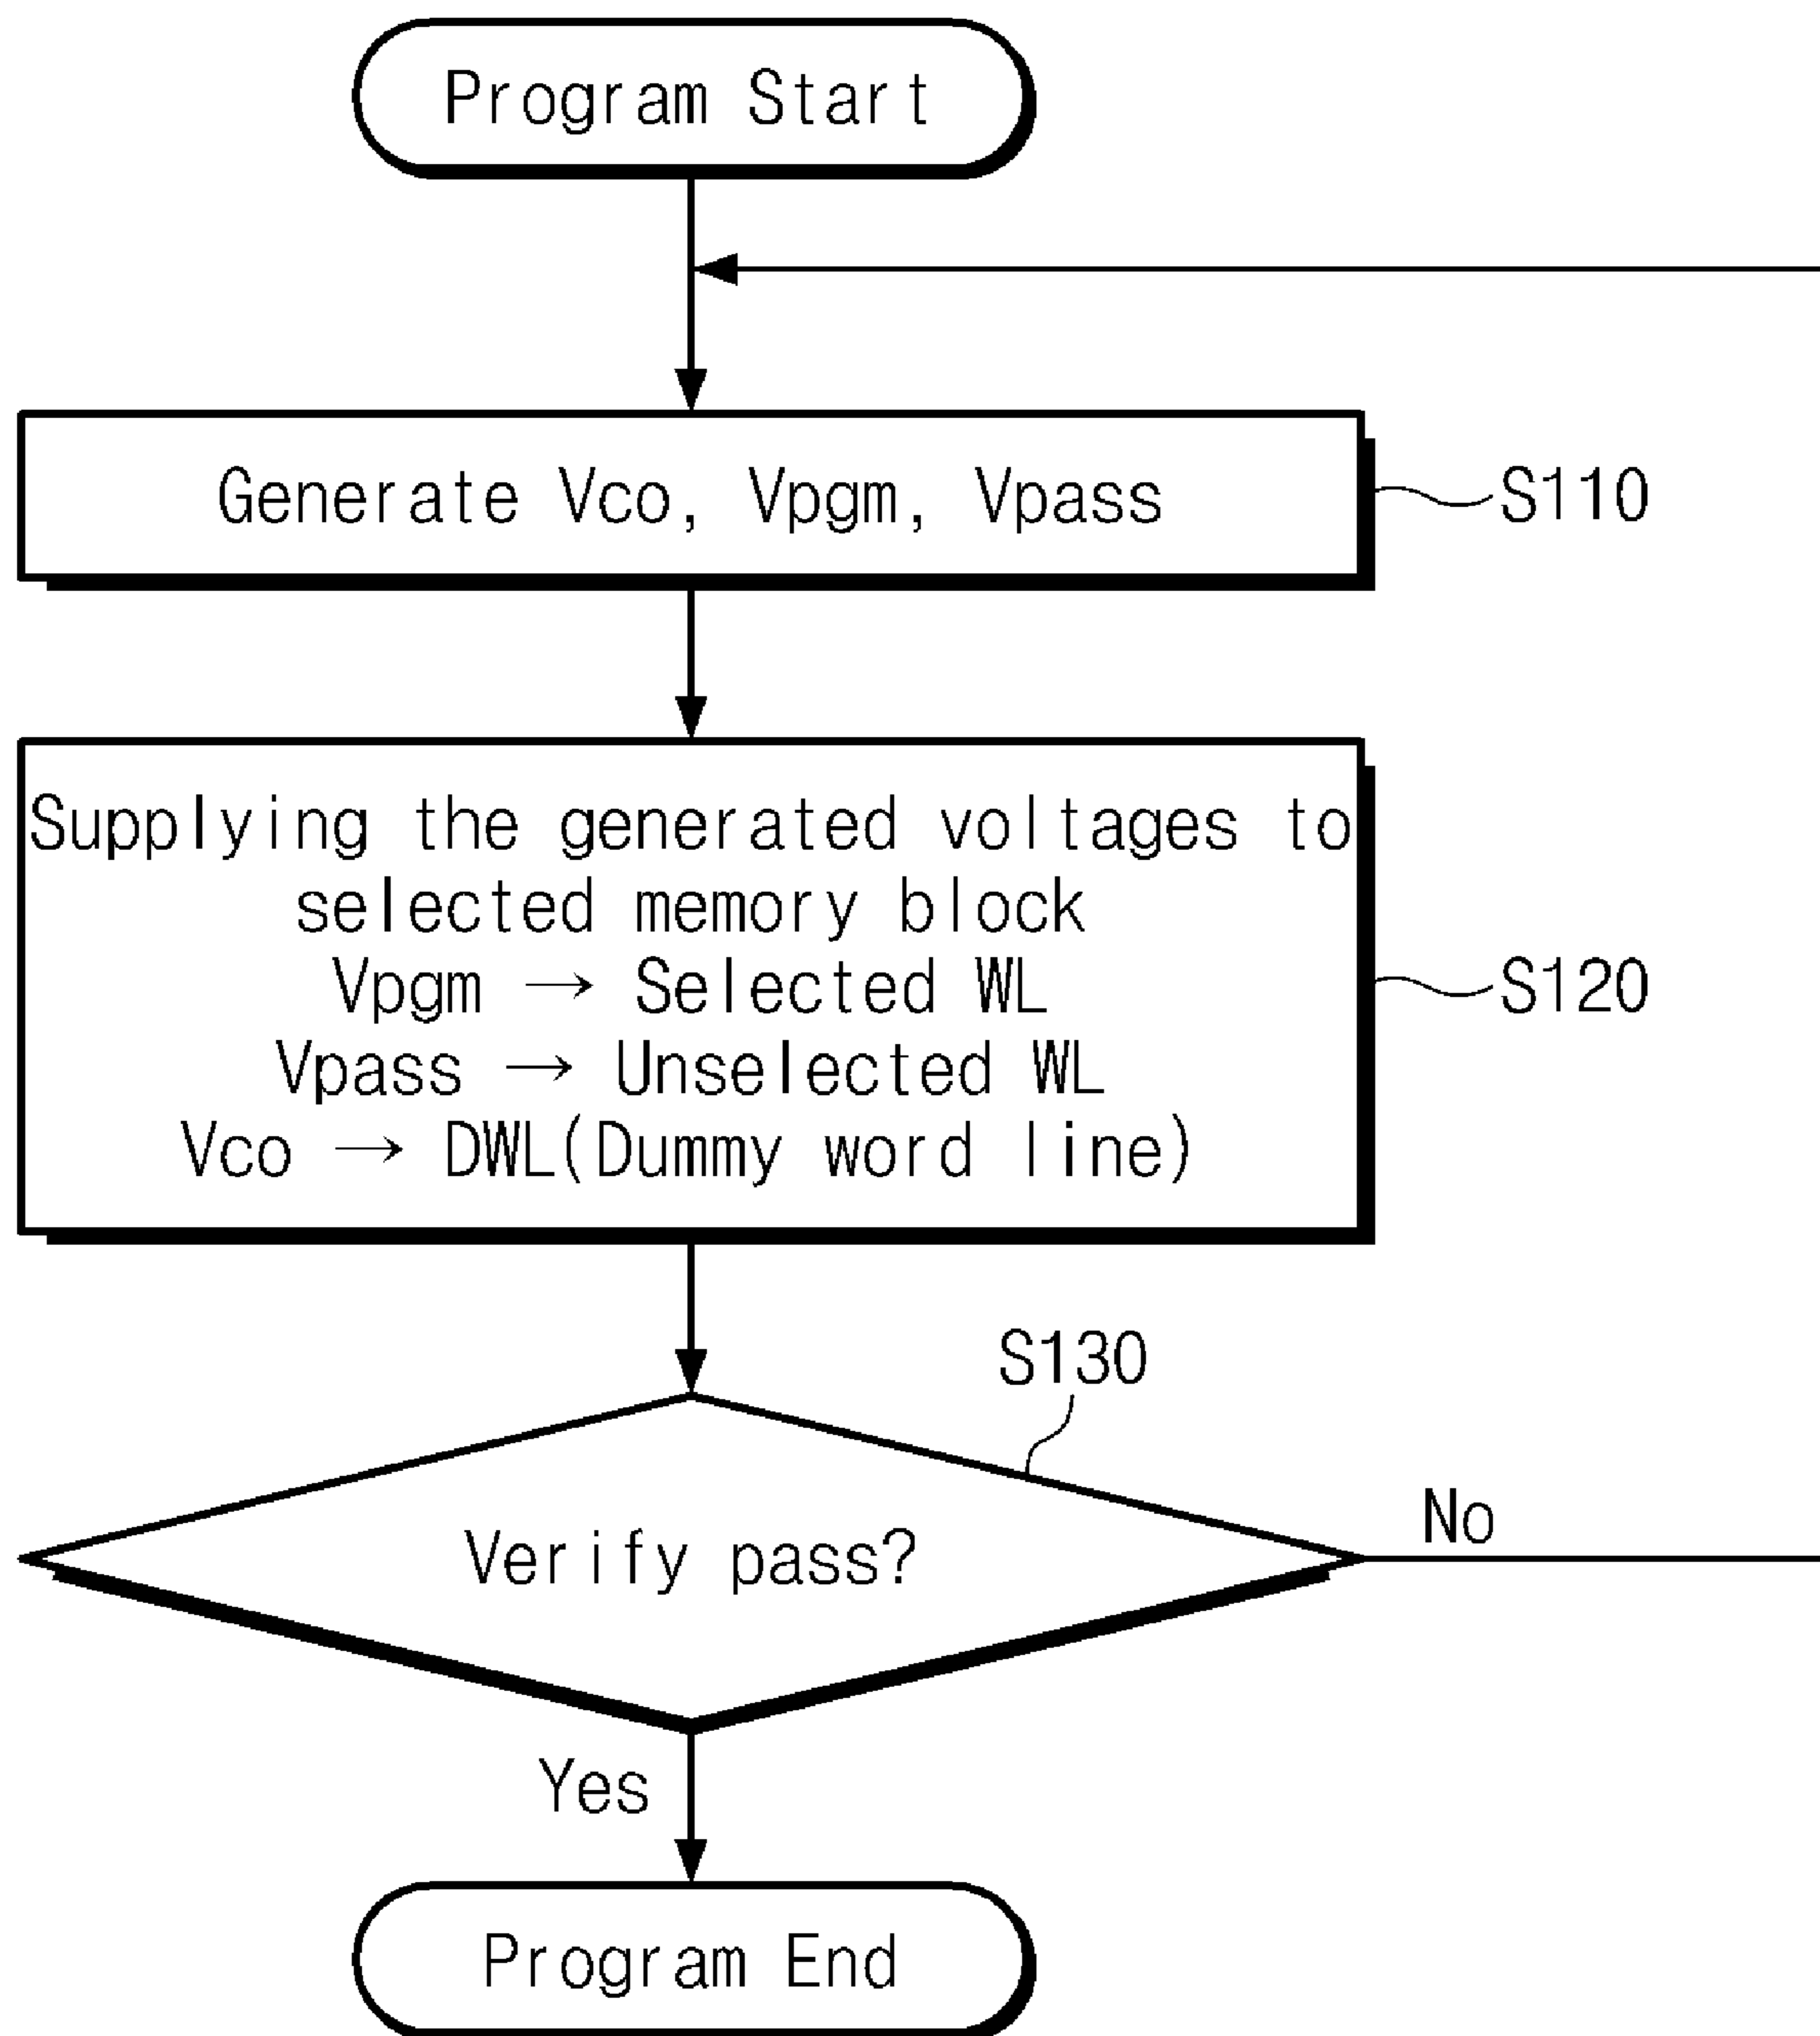 Program Start
Generate Vco, Vpgm, Vpass
S110
Supplying the generated voltages to
selected memory block
Vpgm → Selected WL
Vpass → Unselected WL
Vco → DWL(Dummy word line)
S120
S130
Verify pass?
No
Yes
Program End